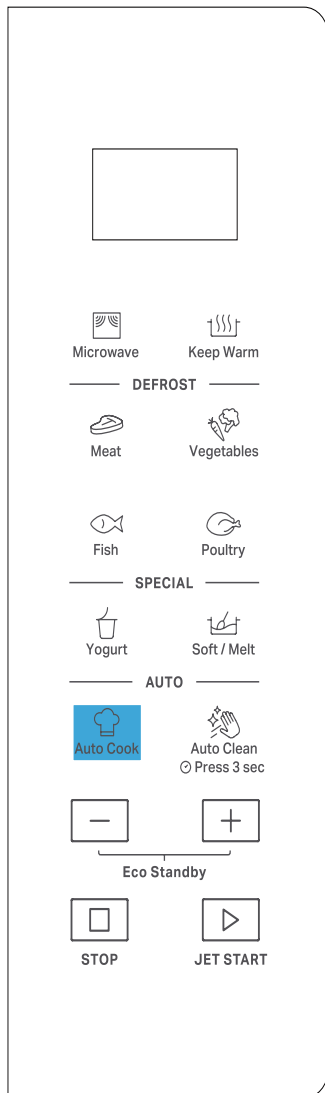 Microwave Keep Warm
DEFROST
Meat Vegetables
Fish Poultry
SPECIAL
Yogurt Soft / Melt
AUTO
Auto Cook Auto Clean
Press 3 sec
Eco Standby
STOP JET START